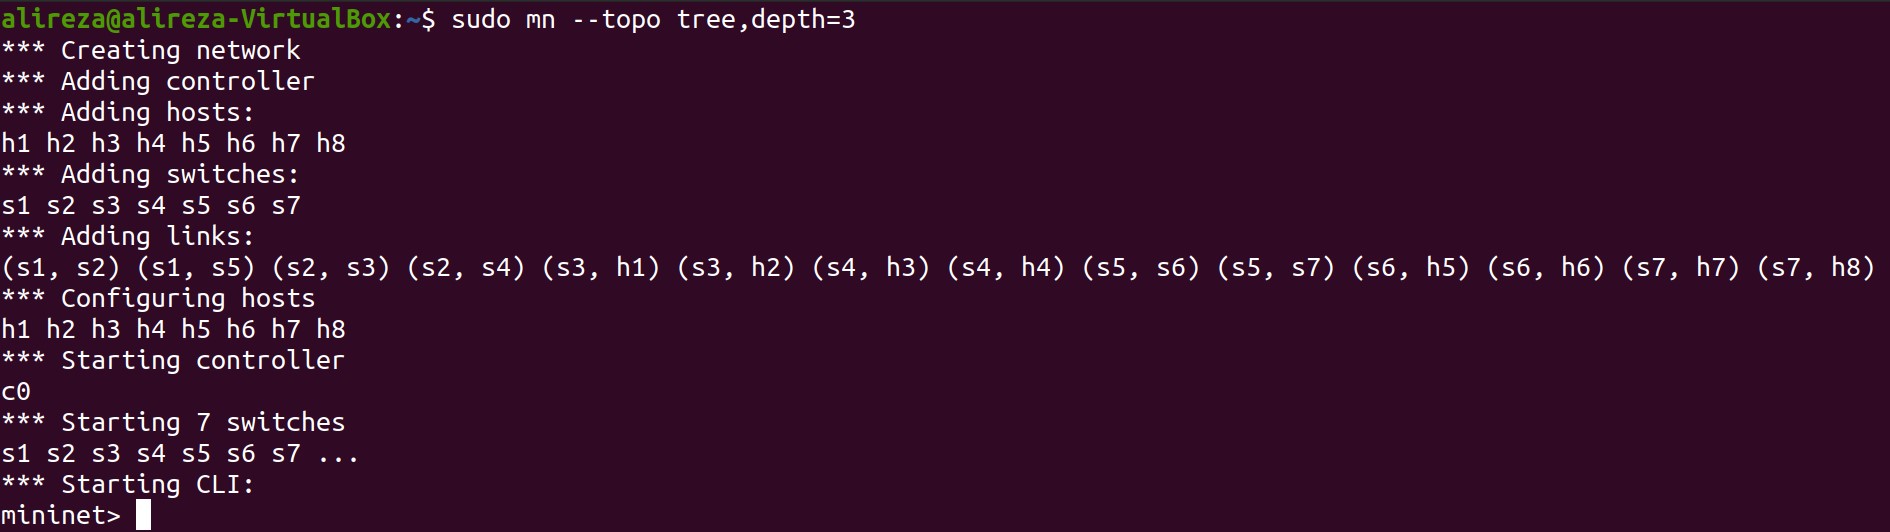 alireza@alireza-VirtualBox:~$ sudo mn --topo tree,depth=3
*** Creating network
*** Adding controller
*** Adding hosts:
h1 h2 h3 h4 h5 h6 h7 h8
*** Adding switches:
s1 s2 s3 s4 s5 s6 s7
*** Adding links:
(s1, s2) (s1, s5) (s2, s3) (s2, s4) (s3, h1) (s3, h2) (s4, h3) (s4, h4) (s5, s6) (s5, s7) (s6, h5) (s6, h6) (s7, h7) (s7, h8)
*** Configuring hosts
h1 h2 h3 h4 h5 h6 h7 h8
*** Starting controller
c0
*** Starting 7 switches
s1 s2 s3 s4 s5 s6 s7 ...
*** Starting CLI:
mininet>